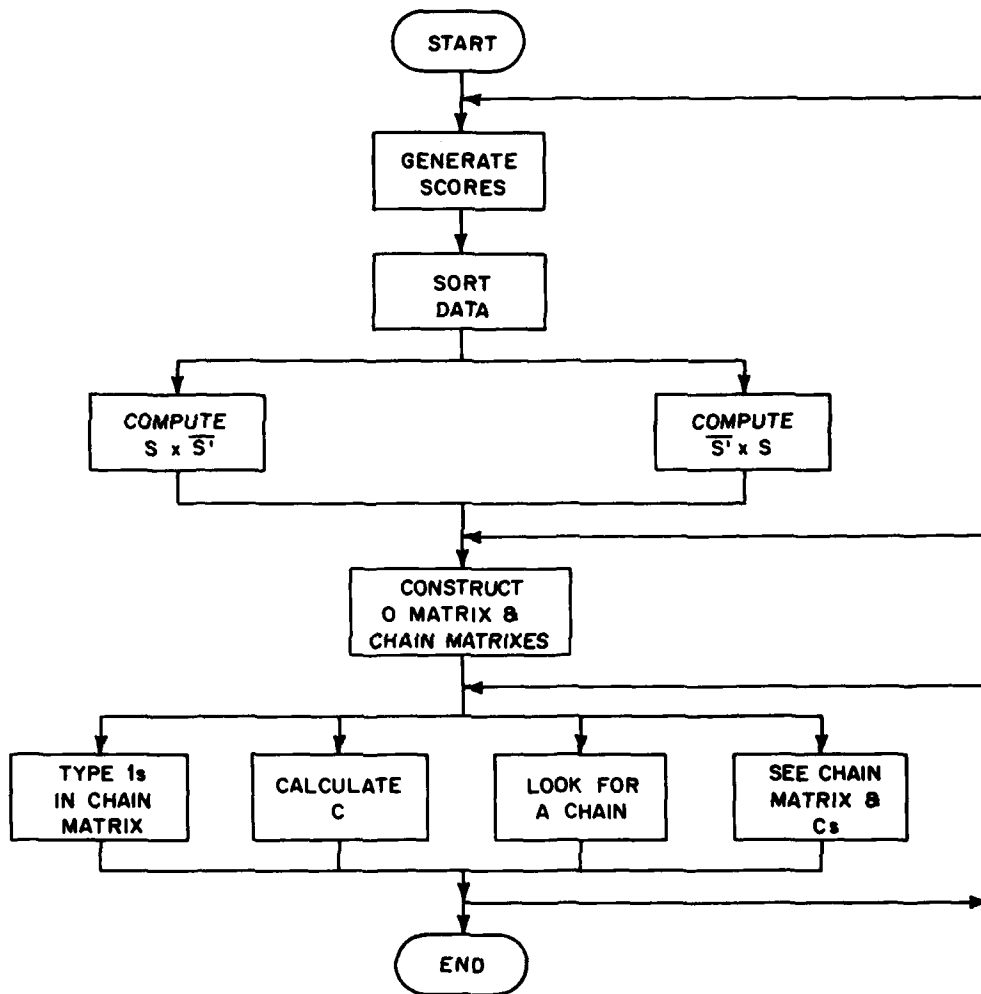 START
GENERATE
SCORES
SORT
DATA
COMPUTE
S x S̅'̅
COMPUTE
S̅'̅ x S
CONSTRUCT
O MATRIX &
CHAIN MATRIXES
TYPE 1s
IN CHAIN
MATRIX
CALCULATE
C
LOOK FOR
A CHAIN
SEE CHAIN
MATRIX &
Cs
END